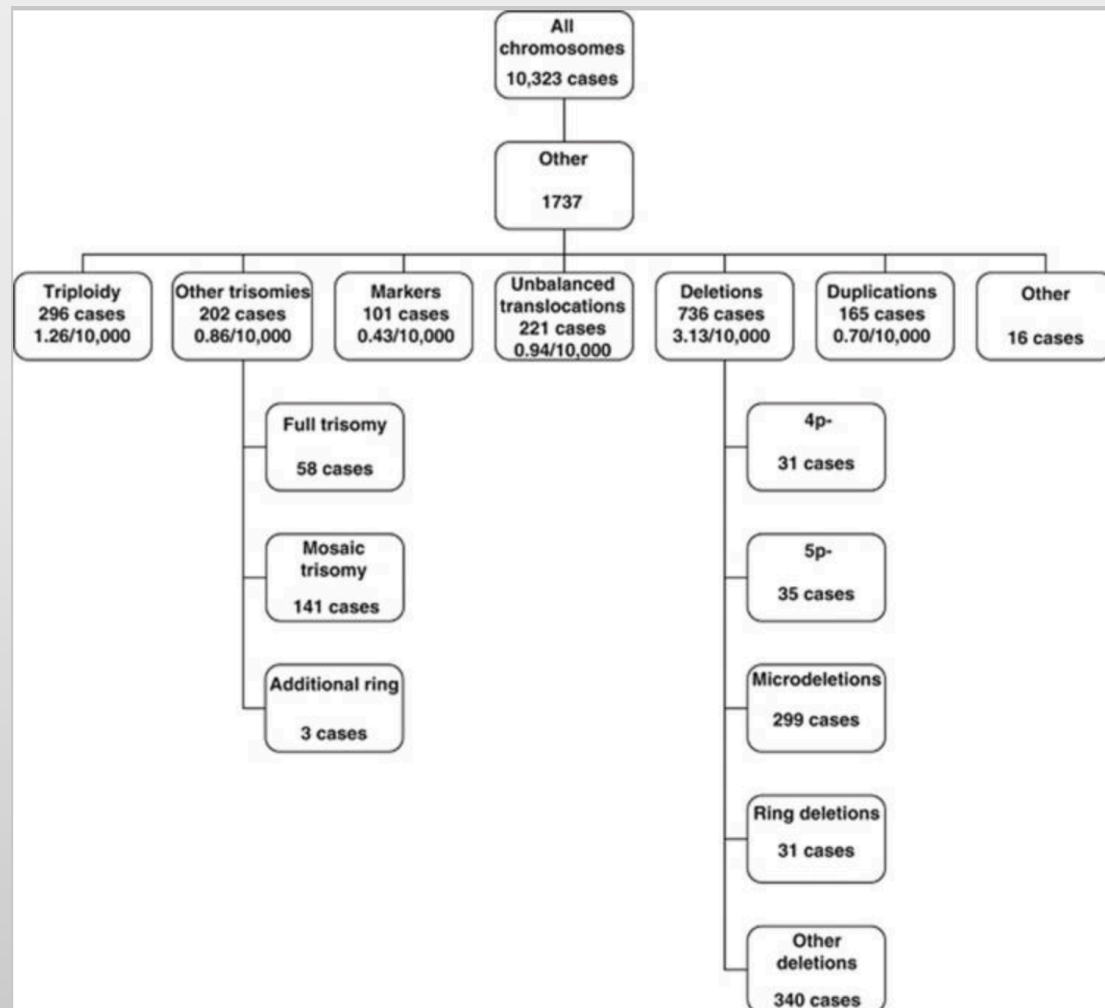 All
chromosomes
10,323 cases
Other
1737
Triploidy
296 cases
1.26/10,000
Other trisomies
202 cases
0.86/10,000
Markers
101 cases
0.43/10,000
Unbalanced
translocations
221 cases
0.94/10,000
Deletions
736 cases
3.13/10,000
Duplications
165 cases
0.70/10,000
Other
16 cases
Full trisomy
58 cases
Mosaic
trisomy
141 cases
Additional ring
3 cases
4p-
31 cases
5p-
35 cases
Microdeletions
299 cases
Ring deletions
31 cases
Other
deletions
340 cases